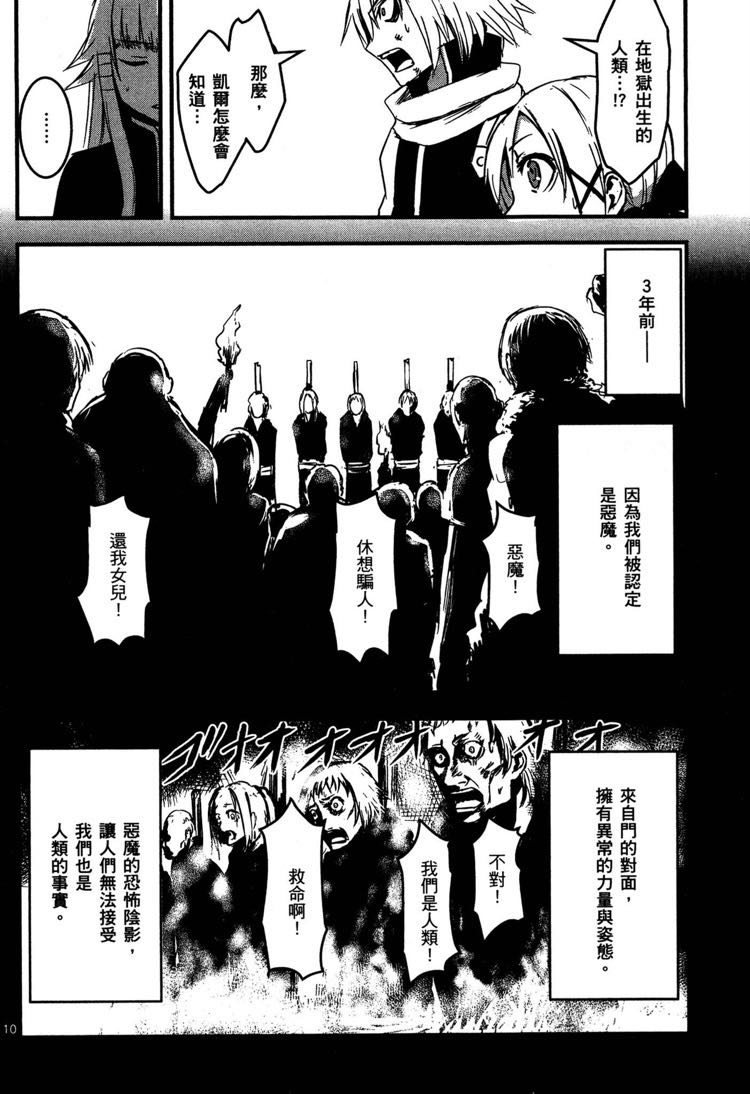 在地獄出生的
人類…!?
那麼，
凱爾怎麼會
知道…
……
3年前——
因為我們被認定
是惡魔。
惡魔！
休想騙人！
還我女兒！
ゴオオオオオオオ
來自門的對面，
擁有異常的力量與姿態。
不對！
我們是人類！
救命啊！
惡魔的恐怖陰影，
讓人們無法接受
我們也是
人類的事實。
10